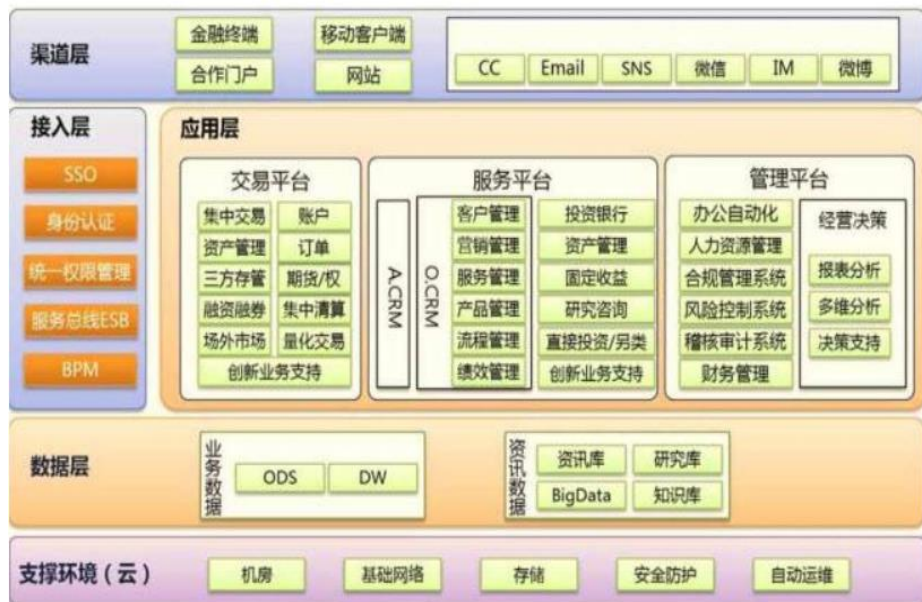 渠道层
金融终端 移动客户端
合作门户 网站
CC Email SNS 微信 IM 微博
接入层
SSO
身份认证
统一权限管理
服务总线ESB
BPM
应用层
交易平台
集中交易 账户
资产管理 订单
三方存管 期货/权
融资融券 集中清算
场外市场 量化交易
创新业务支持
服务平台
A.CRM
O.CRM
客户管理 投资银行
营销管理 资产管理
服务管理 固定收益
产品管理 研究咨询
流程管理 直接投资/另类
绩效管理 创新业务支持
管理平台
办公自动化
人力资源管理
合规管理系统
风险控制系统
稽核审计系统
财务管理
经营决策
报表分析
多维分析
决策支持
数据层
业务数据
ODS DW
资讯数据
资讯库 研究库
BigData 知识库
支撑环境(云)
机房 基础网络 存储 安全防护 自动运维